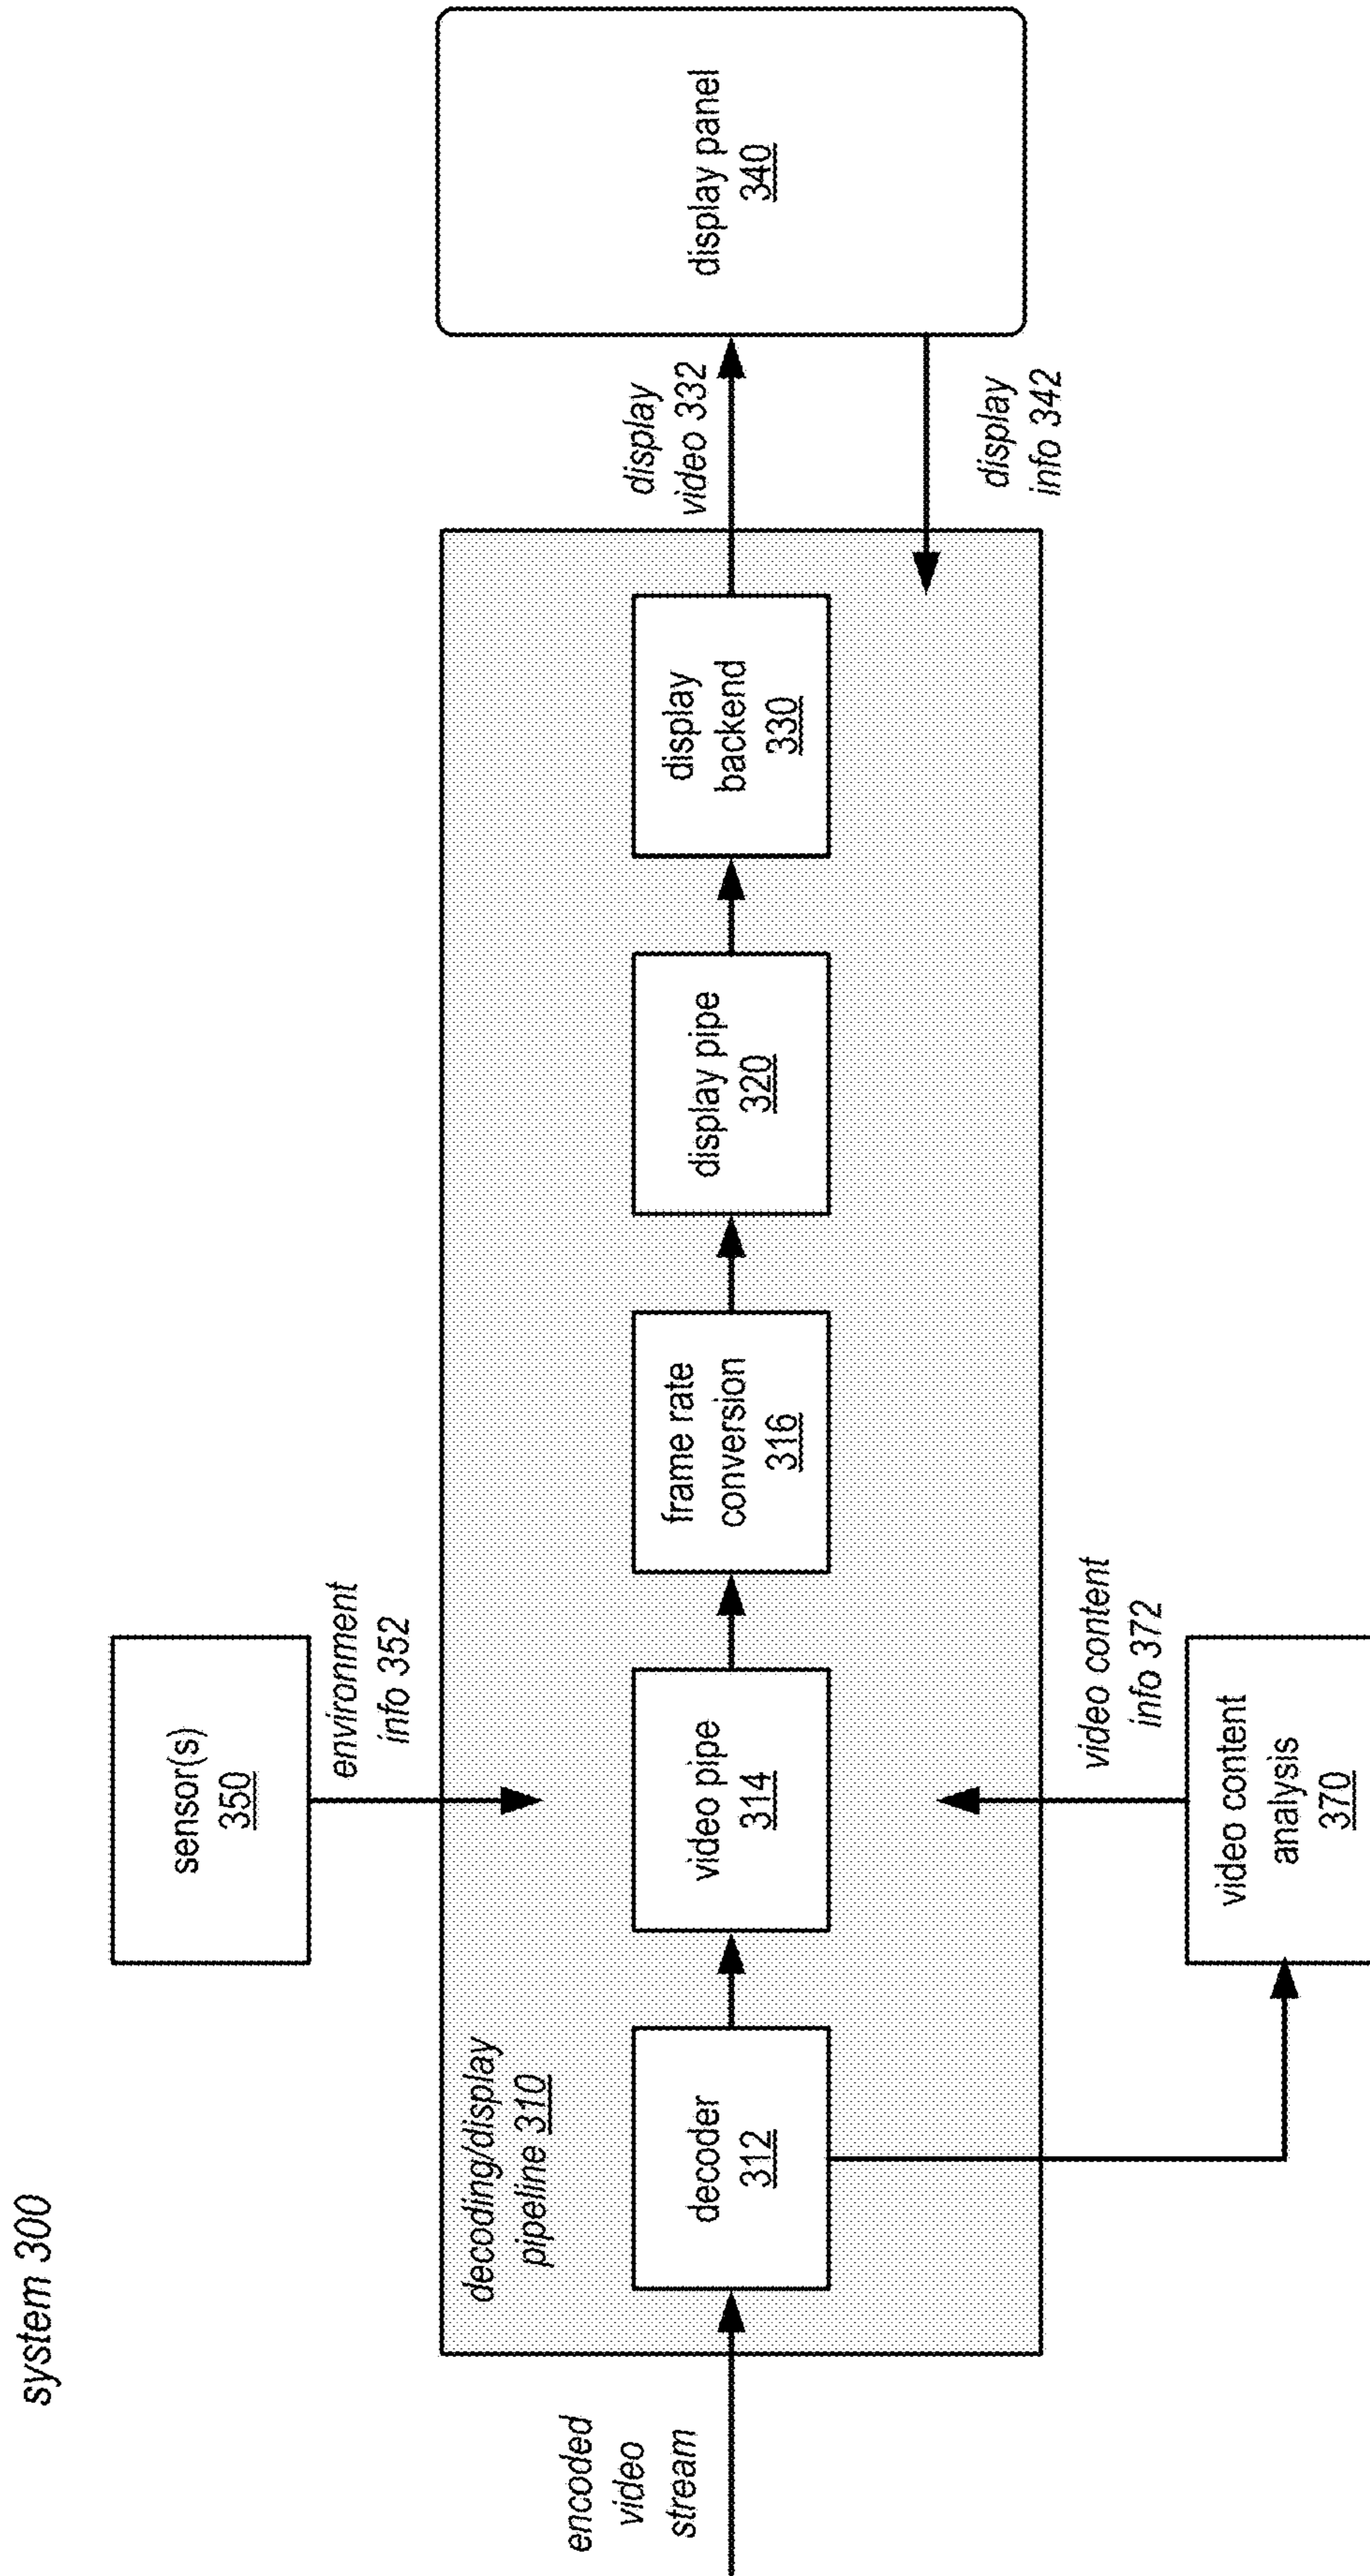 system 300
sensor(s)
350
environment
info 352
decoding/display
pipeline 310
encoded
video
stream
decoder
312
video pipe
314
frame rate
conversion
316
display pipe
320
display
backend
330
display
video 332
display panel
340
display
info 342
video content
info 372
video content
analysis
370